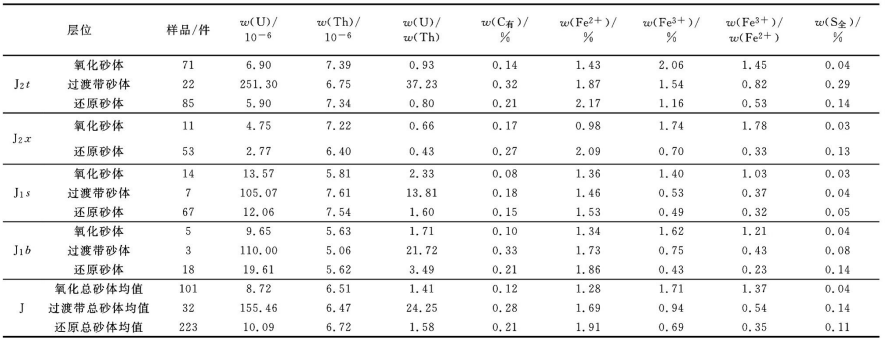 层位 样品/件 w(U)/10⁻⁶ w(Th)/10⁻⁶ w(U)/w(Th) w(C有)/% w(Fe²⁺)/% w(Fe³⁺)/% w(Fe³⁺)/w(Fe²⁺) w(S全)/%
J₂t 氧化砂体 71 6.90 7.39 0.93 0.14 1.43 2.06 1.45 0.04
过渡带砂体 22 251.30 6.75 37.23 0.32 1.87 1.54 0.82 0.29
还原砂体 85 5.90 7.34 0.80 0.21 2.17 1.16 0.53 0.14
J₂x 氧化砂体 11 4.75 7.22 0.66 0.17 0.98 1.74 1.78 0.03
还原砂体 53 2.77 6.40 0.43 0.27 2.09 0.70 0.33 0.13
J₁s 氧化砂体 14 13.57 5.81 2.33 0.08 1.36 1.40 1.03 0.03
过渡带砂体 7 105.07 7.61 13.81 0.18 1.46 0.53 0.37 0.04
还原砂体 67 12.06 7.54 1.60 0.15 1.53 0.49 0.32 0.05
J₁b 氧化砂体 5 9.65 5.63 1.71 0.10 1.34 1.62 1.21 0.04
过渡带砂体 3 110.00 5.06 21.72 0.33 1.73 0.75 0.43 0.08
还原砂体 18 19.61 5.62 3.49 0.21 1.86 0.43 0.23 0.14
J 氧化总砂体均值 101 8.72 6.51 1.41 0.12 1.28 1.71 1.37 0.04
过渡带总砂体均值 32 155.46 6.47 24.25 0.28 1.69 0.94 0.54 0.14
还原总砂体均值 223 10.09 6.72 1.58 0.21 1.91 0.69 0.35 0.11